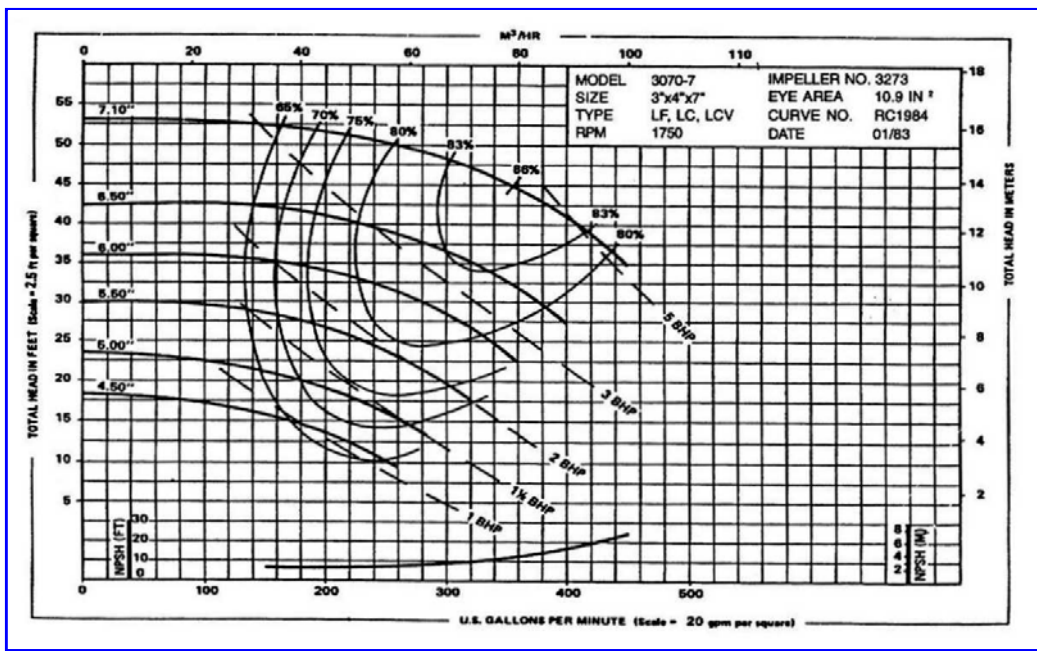 M³/HR
0 20 40 60 80 100 110
MODEL 3070-7 IMPELLER NO. 3273
SIZE 3"x4"x7" EYE AREA 10.9 IN ²
TYPE LF, LC, LCV CURVE NO. RC1984
RPM 1750 DATE 01/83
TOTAL HEAD IN FEET (Scale = 2.5 ft per square)
55
50
45
40
35
30
25
20
15
10
5
7.10"
6.50"
6.00"
5.50"
5.00"
4.50"
65%
70%
75%
80%
83%
86%
83%
80%
5 BHP
3 BHP
2 BHP
1½ BHP
1 BHP
18
16
14
12
10
8
6
4
2
TOTAL HEAD IN METERS
NPSH (FT)
30
20
10
0
NPSH (M)
8
6
4
2
0 100 200 300 400 500
U.S. GALLONS PER MINUTE (Scale = 20 gpm per square)